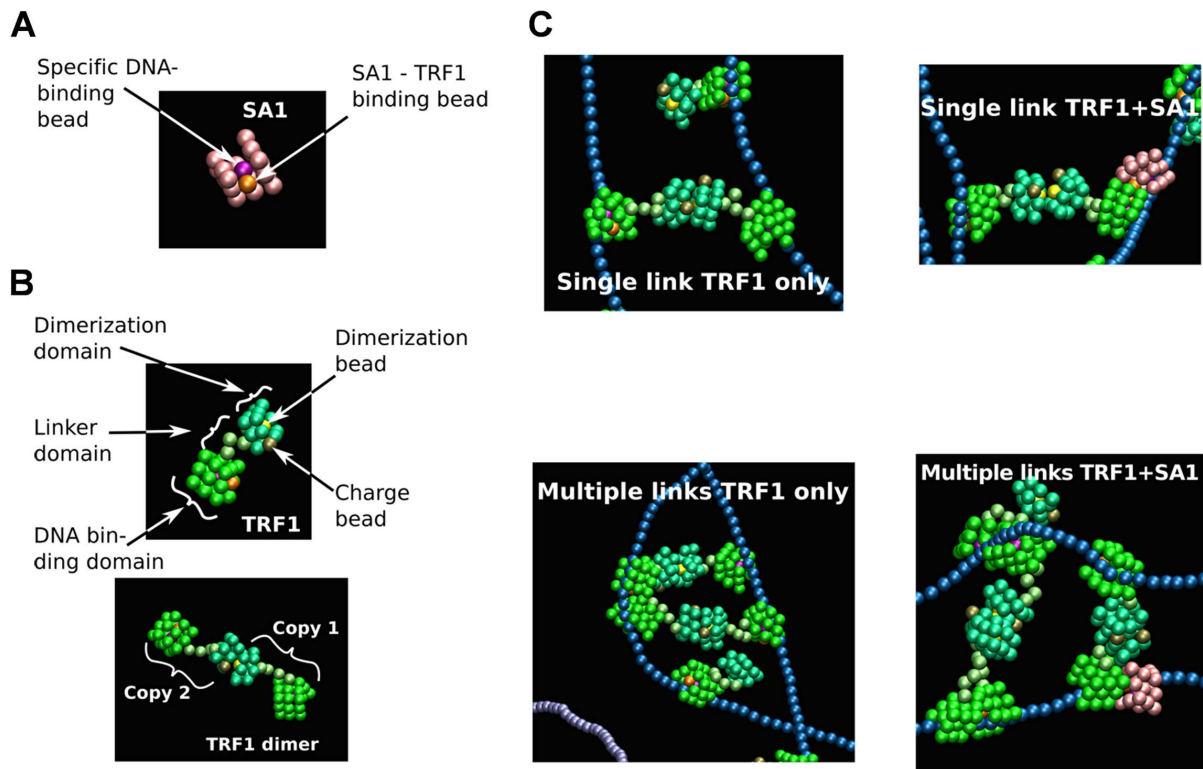 A
Specific DNA-
binding
bead
SA1 - TRF1
binding bead
SA1
B
Dimerization
domain
Dimerization
bead
Linker
domain
Charge
bead
DNA bin-
ding domain
TRF1
Copy 1
Copy 2
TRF1 dimer
C
Single link TRF1 only
Single link TRF1+SA1
Multiple links TRF1 only
Multiple links TRF1+SA1